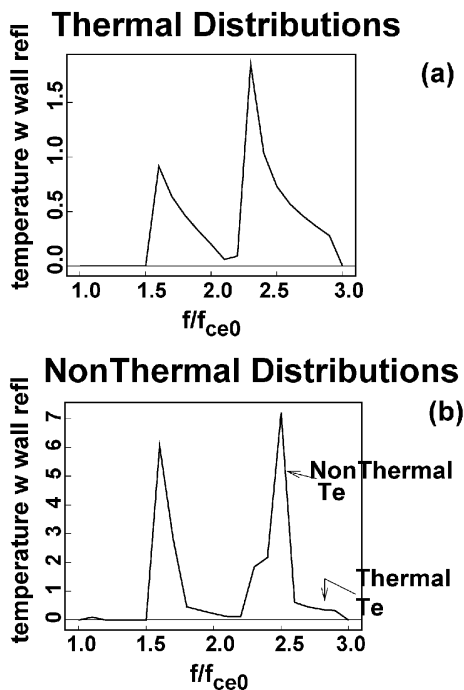 Thermal Distributions
(a)
temperature w wall refl
1.5
1.0
0.5
0.0
1.0 1.5 2.0 2.5 3.0
f/fce0
NonThermal Distributions
(b)
temperature w wall refl
7
6
5
4
3
2
1
0
NonThermal
Te
Thermal
Te
1.0 1.5 2.0 2.5 3.0
f/fce0